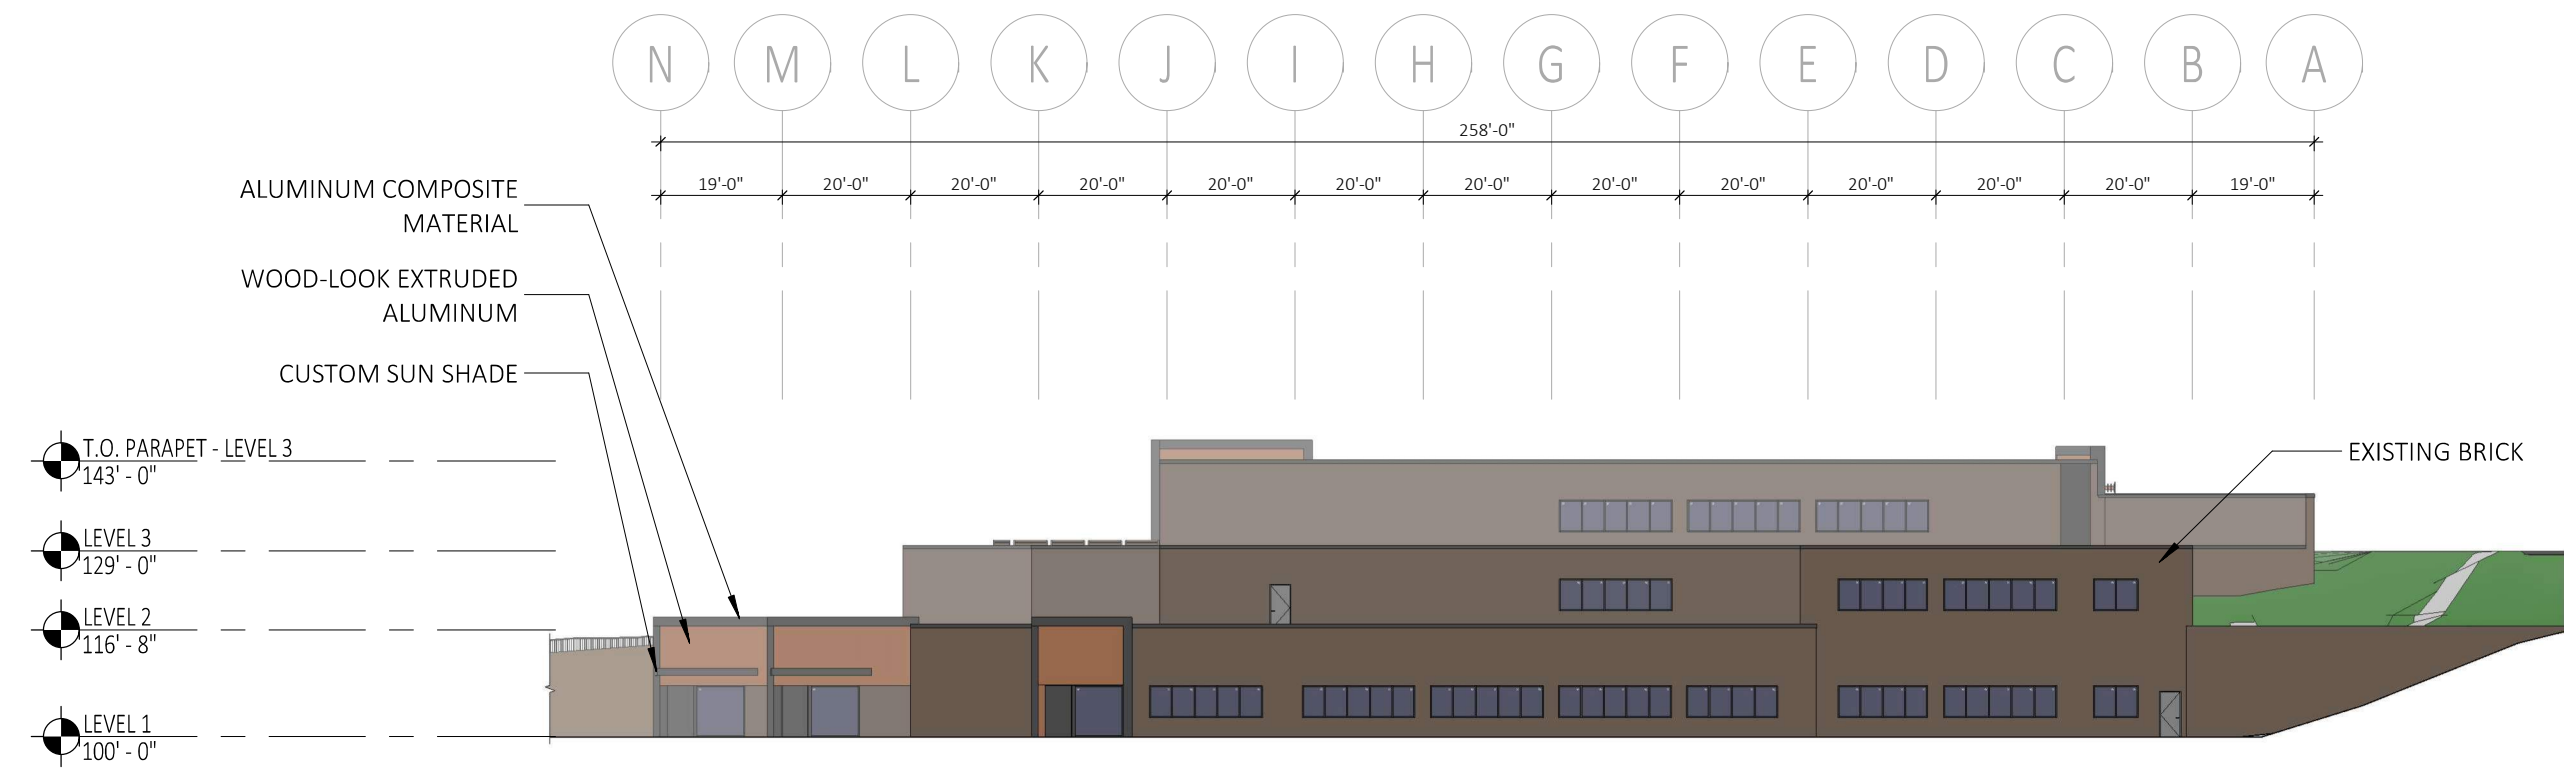 N M L K J I H G F E D C B A
258'-0"
19'-0" 20'-0" 20'-0" 20'-0" 20'-0" 20'-0" 20'-0" 20'-0" 20'-0" 20'-0" 20'-0" 20'-0" 19'-0"
ALUMINUM COMPOSITE
MATERIAL
WOOD-LOOK EXTRUDED
ALUMINUM
CUSTOM SUN SHADE
T.O. PARAPET - LEVEL 3
143' - 0"
EXISTING BRICK
LEVEL 3
129' - 0"
LEVEL 2
116' - 8"
LEVEL 1
100' - 0"